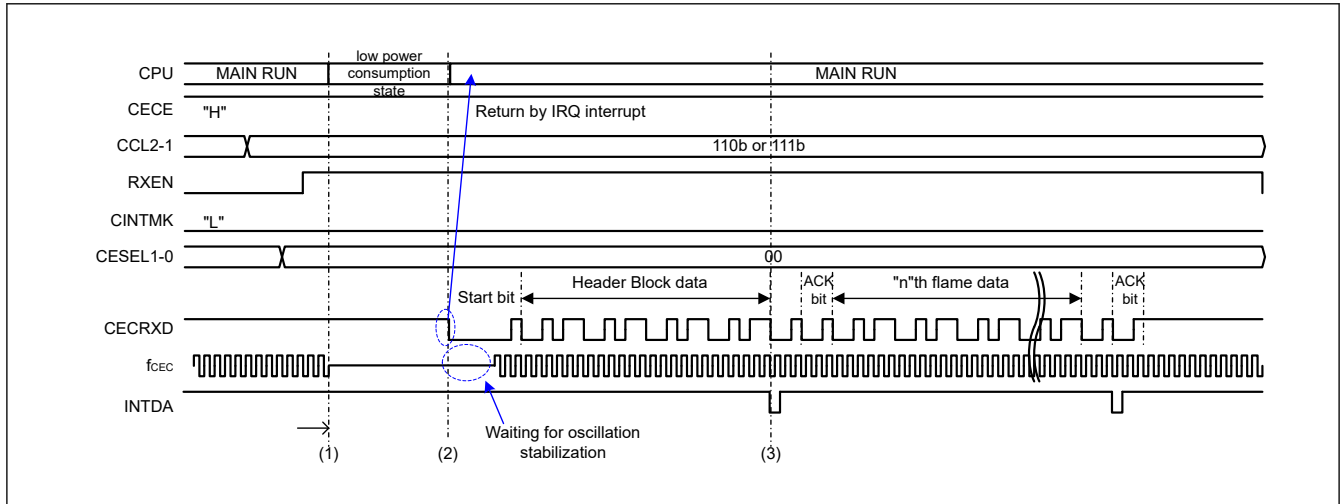 low power
CPU MAIN RUN consumption MAIN RUN
state
CECE "H" Return by IRQ interrupt
CCL2-1 110b or 111b
RXEN
CINTMK "L"
CESEL1-0 00
Header Block data ACK "n"th flame data ACK
Start bit bit bit
CECRXD
fCEC
INTDA
Waiting for oscillation
stabilization
(1) (2) (3)